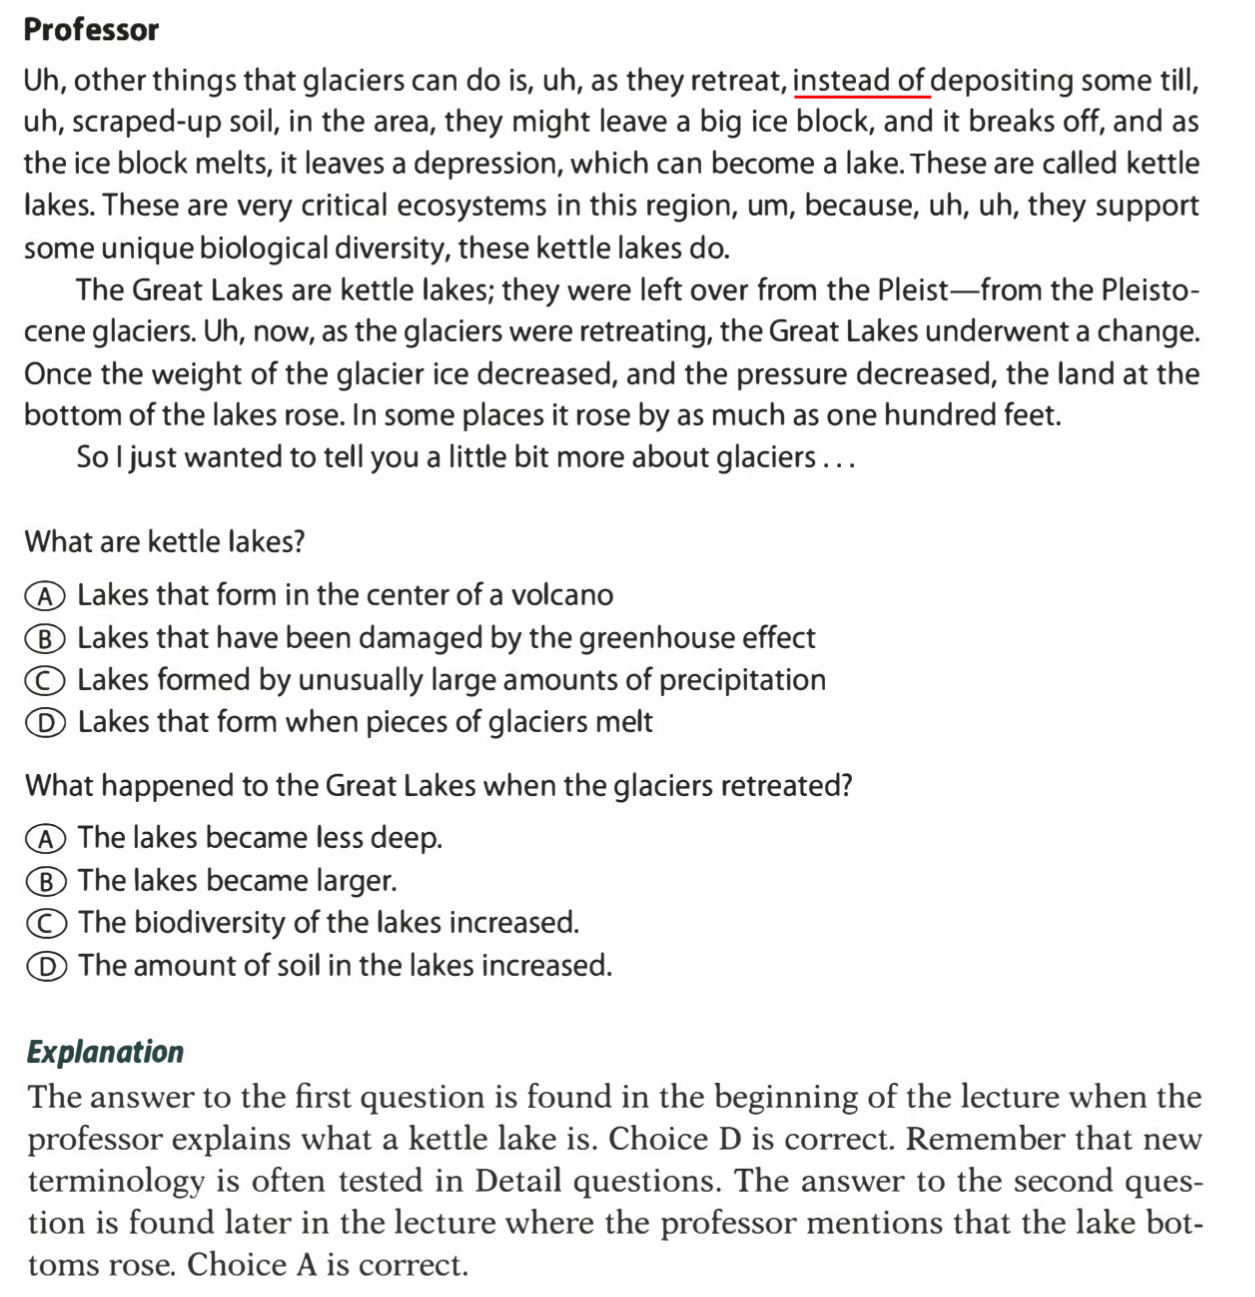 Professor
Uh, other things that glaciers can do is, uh, as they retreat, instead of depositing some till,
uh, scraped-up soil, in the area, they might leave a big ice block, and it breaks off, and as
the ice block melts, it leaves a depression, which can become a lake. These are called kettle
lakes. These are very critical ecosystems in this region, um, because, uh, uh, they support
some unique biological diversity, these kettle lakes do.
The Great Lakes are kettle lakes; they were left over from the Pleist—from the Pleisto-
cene glaciers. Uh, now, as the glaciers were retreating, the Great Lakes underwent a change.
Once the weight of the glacier ice decreased, and the pressure decreased, the land at the
bottom of the lakes rose. In some places it rose by as much as one hundred feet.
So I just wanted to tell you a little bit more about glaciers . . .
What are kettle lakes?
A Lakes that form in the center of a volcano
B Lakes that have been damaged by the greenhouse effect
C Lakes formed by unusually large amounts of precipitation
D Lakes that form when pieces of glaciers melt
What happened to the Great Lakes when the glaciers retreated?
A The lakes became less deep.
B The lakes became larger.
C The biodiversity of the lakes increased.
D The amount of soil in the lakes increased.
Explanation
The answer to the first question is found in the beginning of the lecture when the
professor explains what a kettle lake is. Choice D is correct. Remember that new
terminology is often tested in Detail questions. The answer to the second ques-
tion is found later in the lecture where the professor mentions that the lake bot-
toms rose. Choice A is correct.